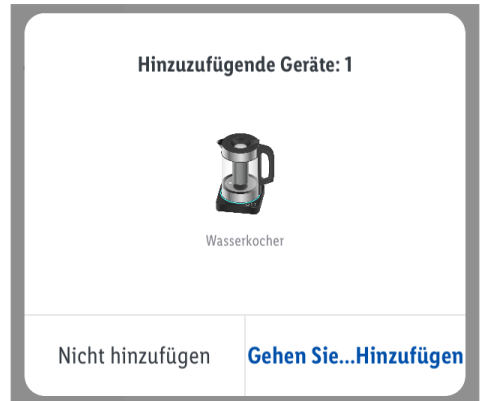 Hinzuzufügende Geräte: 1
Wasserkocher
Nicht hinzufügen
Gehen Sie...Hinzufügen